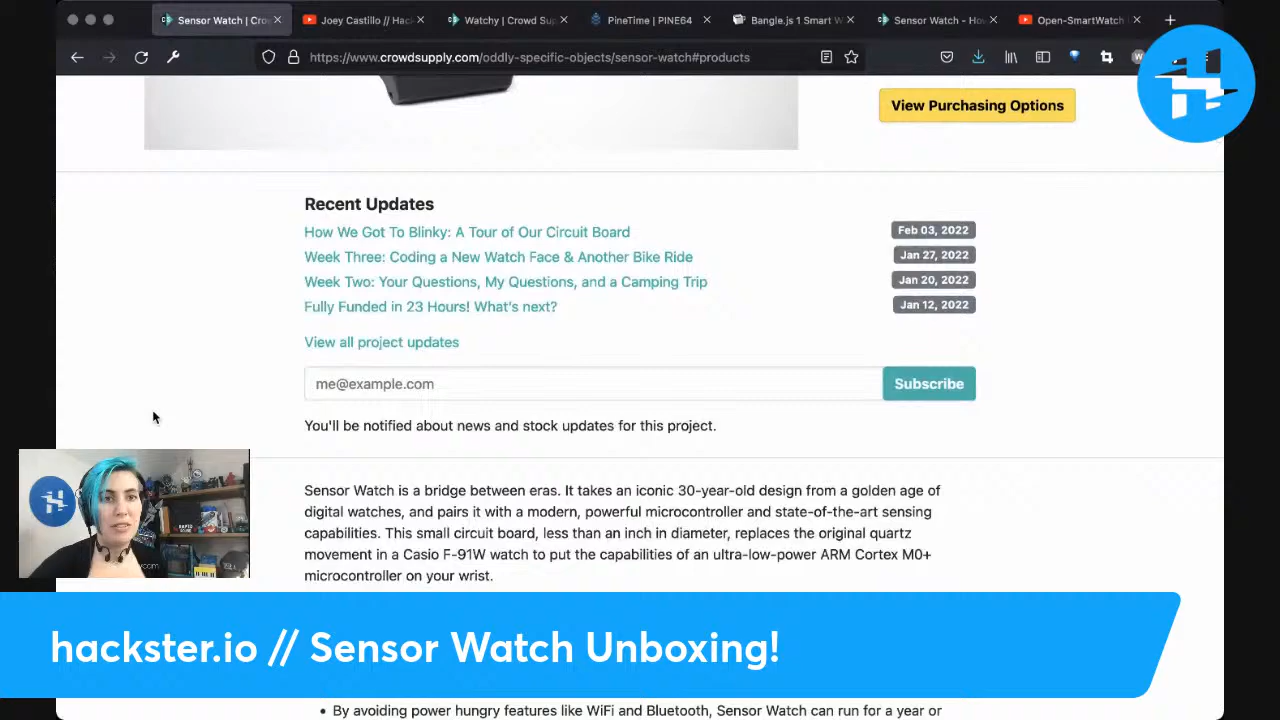 Sensor Watch | Crow
Joey Castillo // Hack
Watchy | Crowd Sup
PineTime | PINE64
Bangle.js 1 Smart W
Sensor Watch - How
Open-SmartWatch
https://www.crowdsupply.com/oddly-specific-objects/sensor-watch#products
View Purchasing Options
Recent Updates
How We Got To Blinky: A Tour of Our Circuit Board
Feb 03, 2022
Week Three: Coding a New Watch Face & Another Bike Ride
Jan 27, 2022
Week Two: Your Questions, My Questions, and a Camping Trip
Jan 20, 2022
Fully Funded in 23 Hours! What's next?
Jan 12, 2022
View all project updates
me@example.com
Subscribe
You'll be notified about news and stock updates for this project.
Sensor Watch is a bridge between eras. It takes an iconic 30-year-old design from a golden age of
digital watches, and pairs it with a modern, powerful microcontroller and state-of-the-art sensing
capabilities. This small circuit board, less than an inch in diameter, replaces the original quartz
movement in a Casio F-91W watch to put the capabilities of an ultra-low-power ARM Cortex M0+
microcontroller on your wrist.
hackster.io // Sensor Watch Unboxing!
• By avoiding power hungry features like WiFi and Bluetooth, Sensor Watch can run for a year or